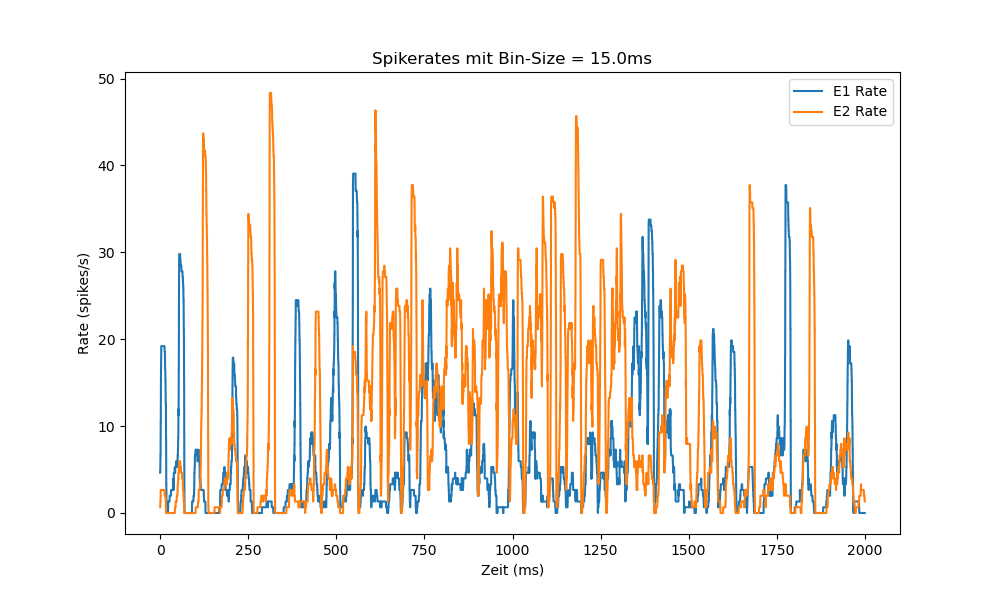 Spikerates mit Bin-Size = 15.0ms
E1 Rate
E2 Rate
50
40
30
20
10
0
Rate (spikes/s)
0 250 500 750 1000 1250 1500 1750 2000
Zeit (ms)